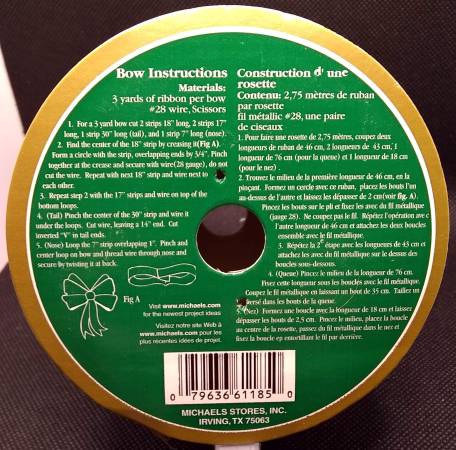 Bow Instructions
Materials:
3 yards of ribbon per bow
#28 wire, Scissors
1. For a 3 yard bow cut 2 strips 18" long, 2 strips 17"
long, 1 strip 30" long (tail), and 1 strip 7" long (nose).
2. Find the center of the 18" strip by creasing it(Fig A).
Form a circle with the strip, overlapping ends by 3/4". Pinch
together at the crease and secure with wire(28 gauge), do not
cut the wire. Repeat with next 18" strip and wire next to
each other.
3. Repeat step 2 with the 17" strips and wire on top of the
bottom loops.
4. (Tail) Pinch the center of the 30" strip and wire it
under the loops. Cut wire, leaving a 14" end. Cut
inverted "V" in tail ends.
5. (Nose) Loop the 7" strip overlapping 1". Pinch and
center loop on bow and thread wire through nose and
secure by twisting it at back.
Fig A
Visit www.michaels.com
for the newest project ideas
Visitez notre site Web à
www.michaels.com pour les
plus récentes idées de projet.
Construction d' une
rosette
Contenu: 2,75 mètres de ruban
par rosette
fil métallic #28, une paire
de ciseaux
1. Pour faire une rosette de 2,75 mètres, coupez deux
longueurs de ruban de 46 cm, 2 longueurs de 43 cm, 1
longueur de 76 cm (pour la queue) et 1 longueur de 18 cm
(pour le nez) .
2. Trouvez le milieu de la première longueur de 46 cm, en la
pinçant. Formez un cercle avec ce ruban, placez les bouts l'un
au-dessus de l'autre et laissez dépasser de 2 cm(voir fig. A).
Pincez les bouts sur le pli et fixez les avec du fil métallique
(jauge 28). Ne coupez pas le fil. Répétez l'opération avec
l'autre longueur de 46 cm et attachez les deux boucles
ensemble avec le fil métallique.
3. Répétez la 2e étape avec les longueurs de 43 cm et
attachez les avec du fil métallique sur le dessus des
boucles sous-dessous.
4. (Queue) Pincez le milieu de la longueur de 76 cm.
Fixez cette longueur sous les boucles avec le fil métallique.
Coupez le fil métallique en laissant un bout de 35 cm. Taillez un
versé dans les bouts de la queue.
5. (Nez) Formez une boucle avec la longueur de 18 cm et laissez
dépasser les bouts de 2,5 cm. Pincez le milieu, placez la boucle
au centre de la rosette, passez du fil métallique dans le nez et
fixez la boucle en entortillant le fil par derrière.
0 79636 61185 0
MICHAELS STORES, INC.
IRVING, TX 75063